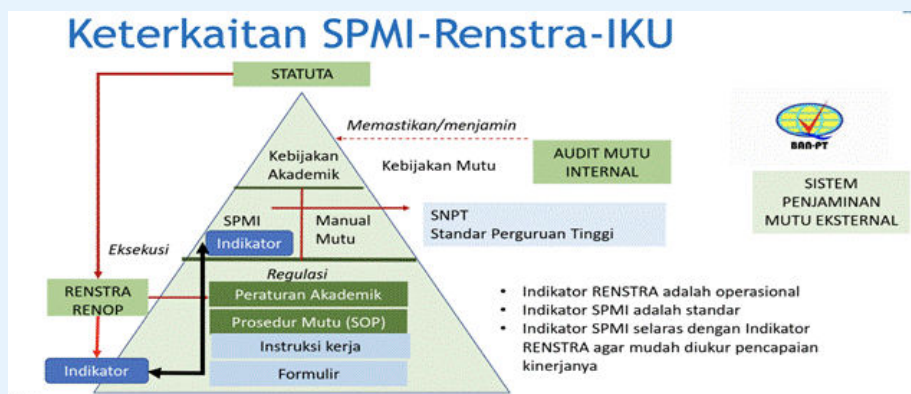 Keterkaitan SPMI-Renstra-IKU
STATUTA
Memastikan/menjamin
Kebijakan
Akademik
Kebijakan Mutu
AUDIT MUTU
INTERNAL
BAN-PT
SISTEM
PENJAMINAN
MUTU EKSTERNAL
SPMI
Indikator
Manual
Mutu
SNPT
Standar Perguruan Tinggi
Eksekusi
Regulasi
RENSTRA
RENOP
Peraturan Akademik
Prosedur Mutu (SOP)
Instruksi kerja
Formulir
Indikator
• Indikator RENSTRA adalah operasional
• Indikator SPMI adalah standar
• Indikator SPMI selaras dengan Indikator
RENSTRA agar mudah diukur pencapaian
kinerjanya